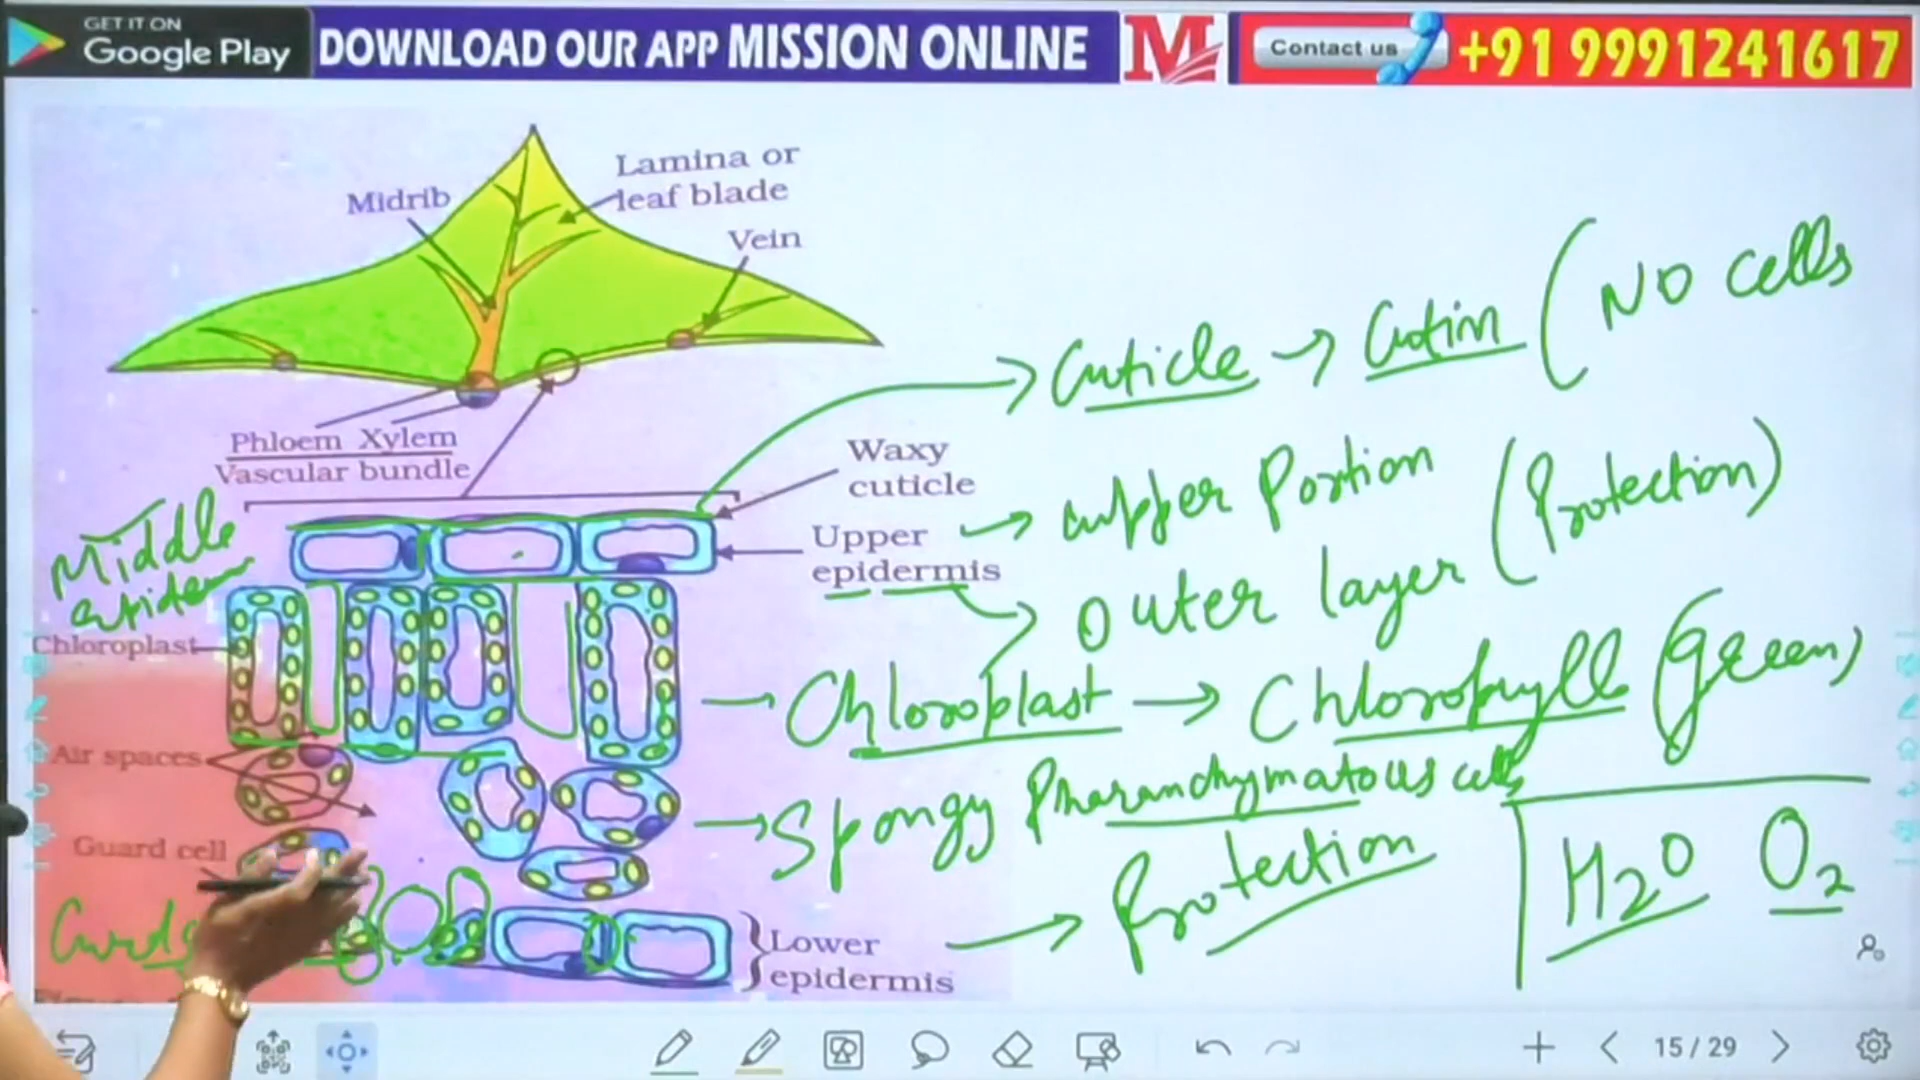 GET IT ON
Google Play
DOWNLOAD OUR APP MISSION ONLINE
M
Contact us
+91 9991241617
Lamina or
leaf blade
Midrib
Vein
Phloem Xylem
Vascular bundle
Waxy
cuticle
Upper
epidermis
Chloroplast
Air spaces
Guard cell
Lower
epidermis
Cuticle → Cutin (NO cells
upper Portion
Outer layer (Protection)
Middle
Chloroplast → Chlorophyll (green)
Spongy Pharanchymatous cells
Protection
H2O O2
15 / 29